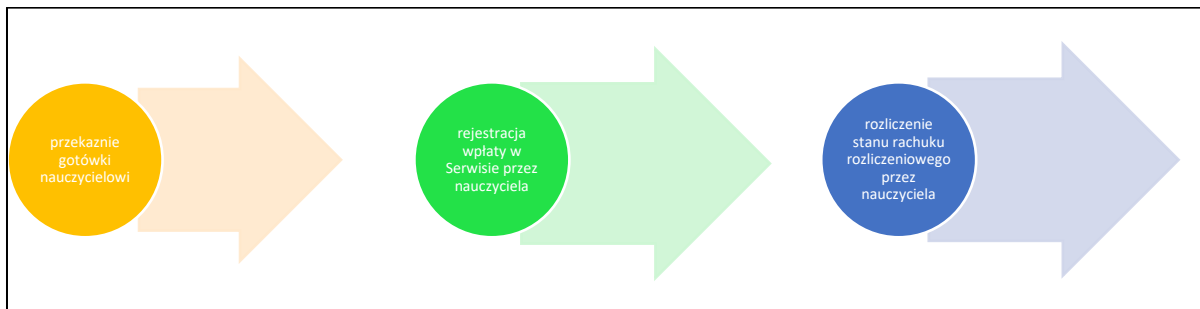 przekaznie
gotówki
nauczycielowi
rejestracja
wpłaty w
Serwisie przez
nauczyciela
rozliczenie
stanu rachuku
rozliczeniowego
przez
nauczyciela